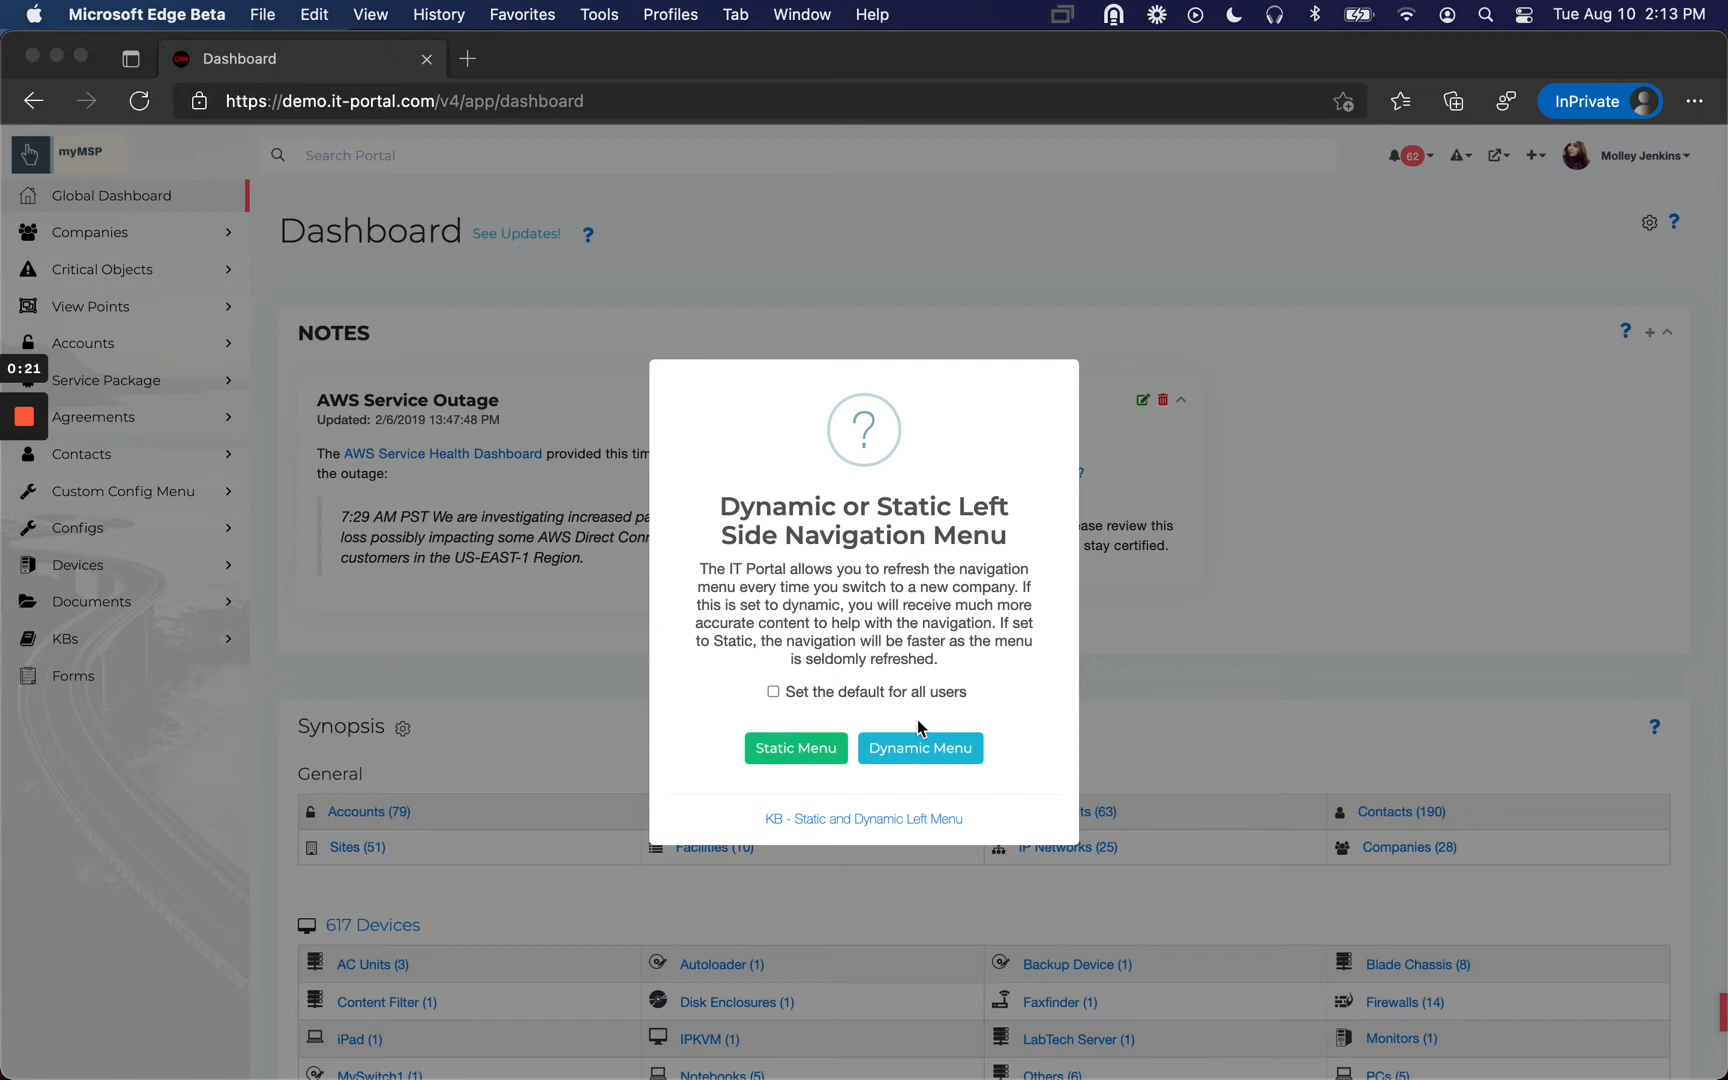 Microsoft Edge Beta File Edit View History Favorites Tools Profiles Tab Window Help Tue Aug 10 2:13 PM
CNN Dashboard
https://demo.it-portal.com/v4/app/dashboard InPrivate
myMSP Search Portal 62 Molley Jenkins
Global Dashboard
Companies
Critical Objects
View Points
Accounts
0:21
Service Package
Agreements
Contacts
Custom Config Menu
Configs
Devices
Documents
KBs
Forms
Dashboard See Updates! ?
?
NOTES ?
AWS Service Outage
Updated: 2/6/2019 13:47:48 PM
The AWS Service Health Dashboard provided this
the outage:
7:29 AM PST We are investigating increased
loss possibly impacting some AWS Direct
customers in the US-EAST-1 Region.
?
review this
stay certified.
?
Dynamic or Static Left
Side Navigation Menu
The IT Portal allows you to refresh the navigation
menu every time you switch to a new company. If
this is set to dynamic, you will receive much more
accurate content to help with the navigation. If set
to Static, the navigation will be faster as the menu
is seldomly refreshed.
Set the default for all users
Static Menu Dynamic Menu
KB - Static and Dynamic Left Menu
Synopsis ?
General
Accounts (79) (63) Contacts (190)
Sites (51) Facilities (10) IP Networks (25) Companies (28)
617 Devices
AC Units (3) Autoloader (1) Backup Device (1) Blade Chassis (8)
Content Filter (1) Disk Enclosures (1) Faxfinder (1) Firewalls (14)
iPad (1) IPKVM (1) LabTech Server (1) Monitors (1)
MySwitch1 (1) Notebooks (5) Others (6) PCs (5)